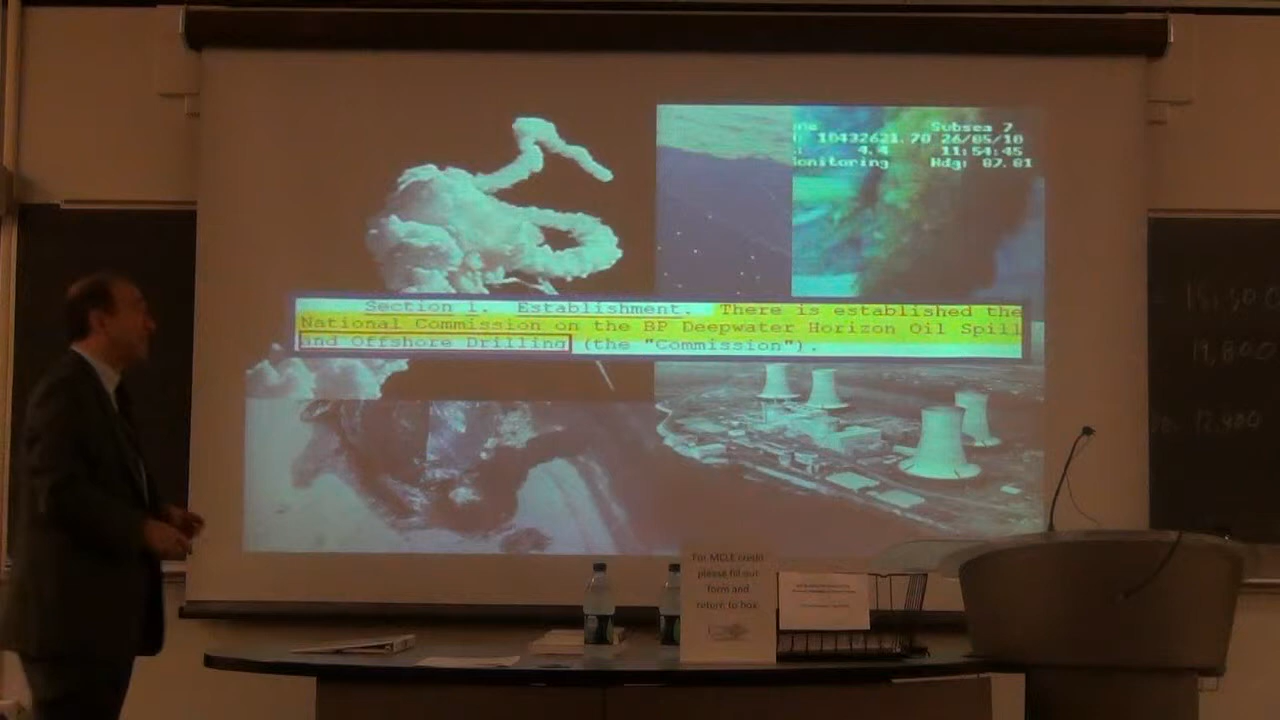 Subsea 7
10432621.70 26/05/10
4.4 11:54:45
onitoring Hdg: 87.81
Section 1. Establishment. There is established the
National Commission on the BP Deepwater Horizon Oil Spill
and Offshore Drilling (the "Commission").
For MCLE credit
please fill out
form and
return to box